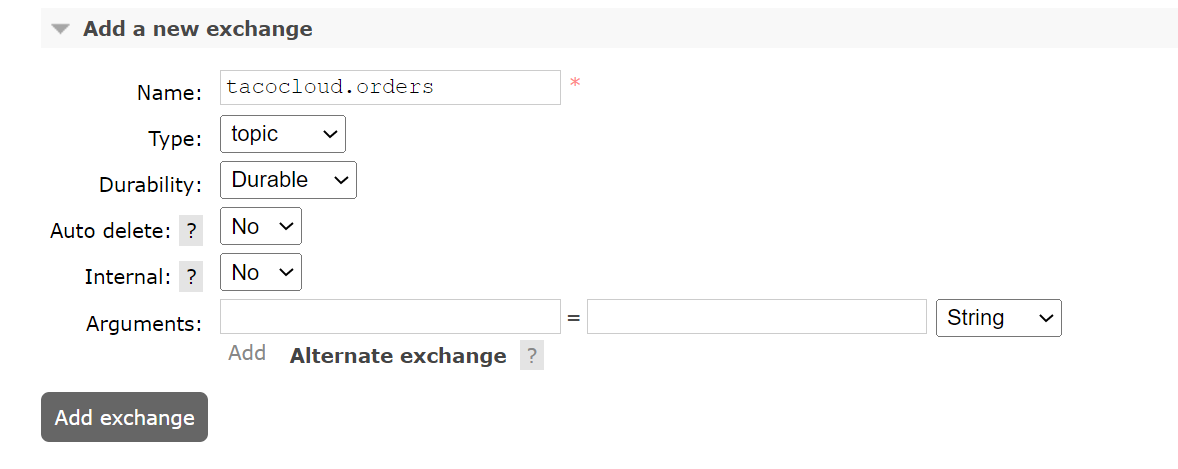 Add a new exchange
Name: tacocloud.orders *
Type: topic
Durability: Durable
Auto delete: ? No
Internal: ? No
Arguments: = String
Add Alternate exchange ?
Add exchange